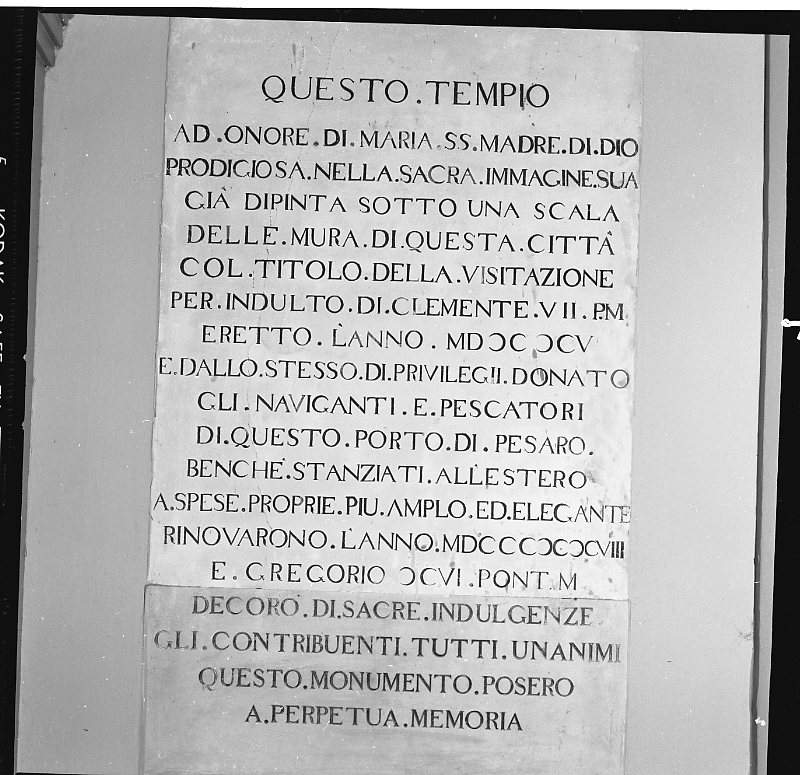 QUESTO.TEMPIO
AD.ONORE.DI.MARIA.SS.MADRE.DI.DIO
PRODIGIOSA.NELLA.SACRA.IMMAGINE.SUA
GIÀ DIPINTA SOTTO UNA SCALA
DELLE.MURA.DI.QUESTA.CITTÀ
COL.TITOLO.DELLA.VISITAZIONE
PER.INDULTO.DI.CLEMENTE.VII.P.M
ERETTO.L'ANNO.MDƆCƆCV
E.DALLO.STESSO.DI.PRIVILEGII.DONATO
GLI.NAVIGANTI.E.PESCATORI
DI.QUESTO.PORTO.DI.PESARO.
BENCHE'.STANZIATI.ALL'ESTERO
A.SPESE.PROPRIE.PIU.AMPLO.ED.ELEGANTE
RINOVARONO.L'ANNO.MDCCCƆCƆCVIII
E.GREGORIO ƆCVI.PONT.M
DECORO'.DI.SACRE.INDULGENZE.
GLI.CONTRIBUENTI.TUTTI.UNANIMI
QUESTO.MONUMENTO.POSERO
A.PERPETUA.MEMORIA